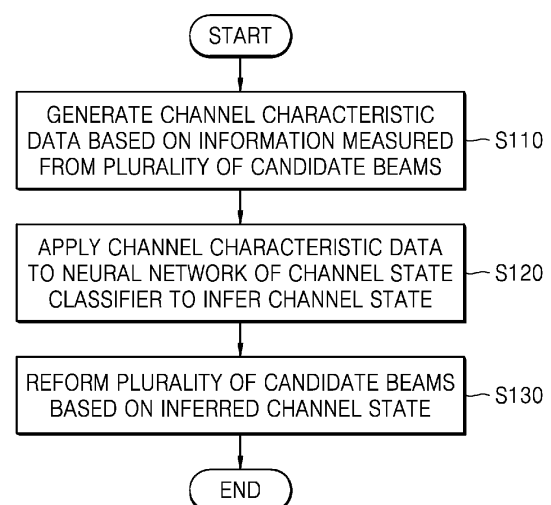 START
GENERATE CHANNEL CHARACTERISTIC
DATA BASED ON INFORMATION MEASURED
FROM PLURALITY OF CANDIDATE BEAMS
S110
APPLY CHANNEL CHARACTERISTIC DATA
TO NEURAL NETWORK OF CHANNEL STATE
CLASSIFIER TO INFER CHANNEL STATE
S120
REFORM PLURALITY OF CANDIDATE BEAMS
BASED ON INFERRED CHANNEL STATE
S130
END